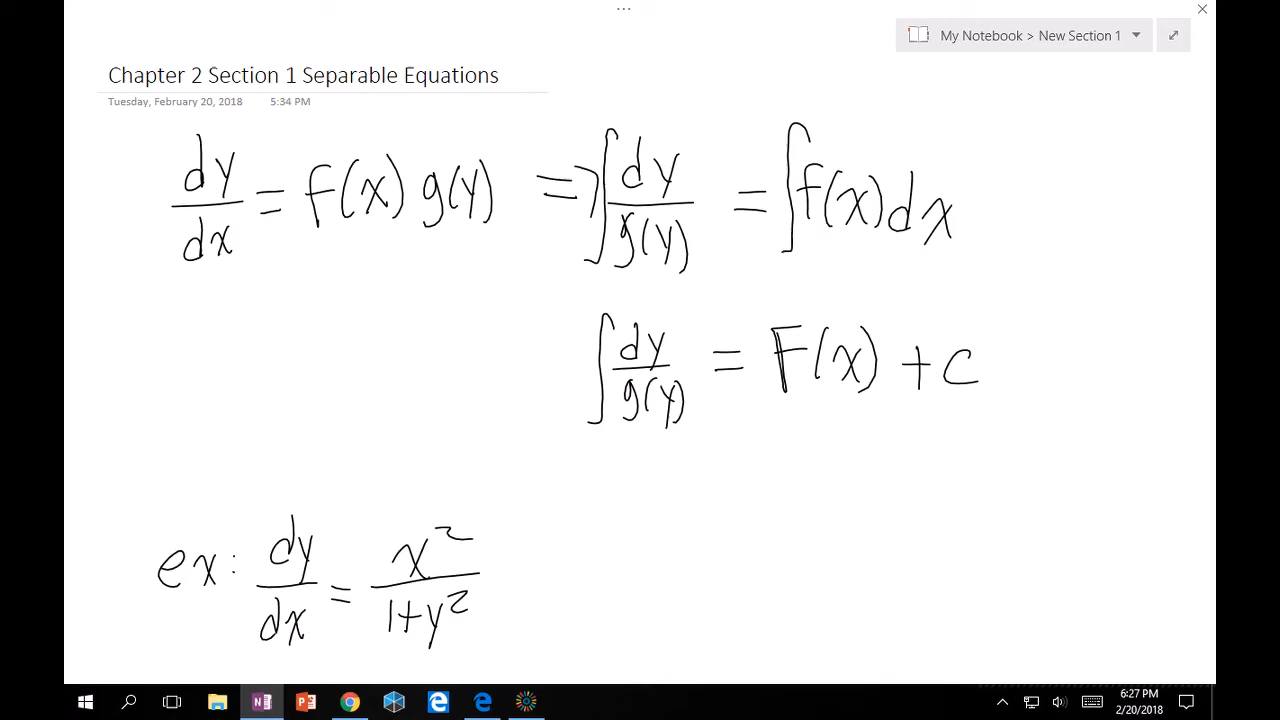 My Notebook > New Section 1
Chapter 2 Section 1 Separable Equations
Tuesday, February 20, 2018 5:34 PM
dy/dx = f(x) g(y) => ∫ dy/g(y) = ∫ f(x) dx
∫ dy/g(y) = F(x) + c
ex: dy/dx = x²/1+y²
6:27 PM
2/20/2018